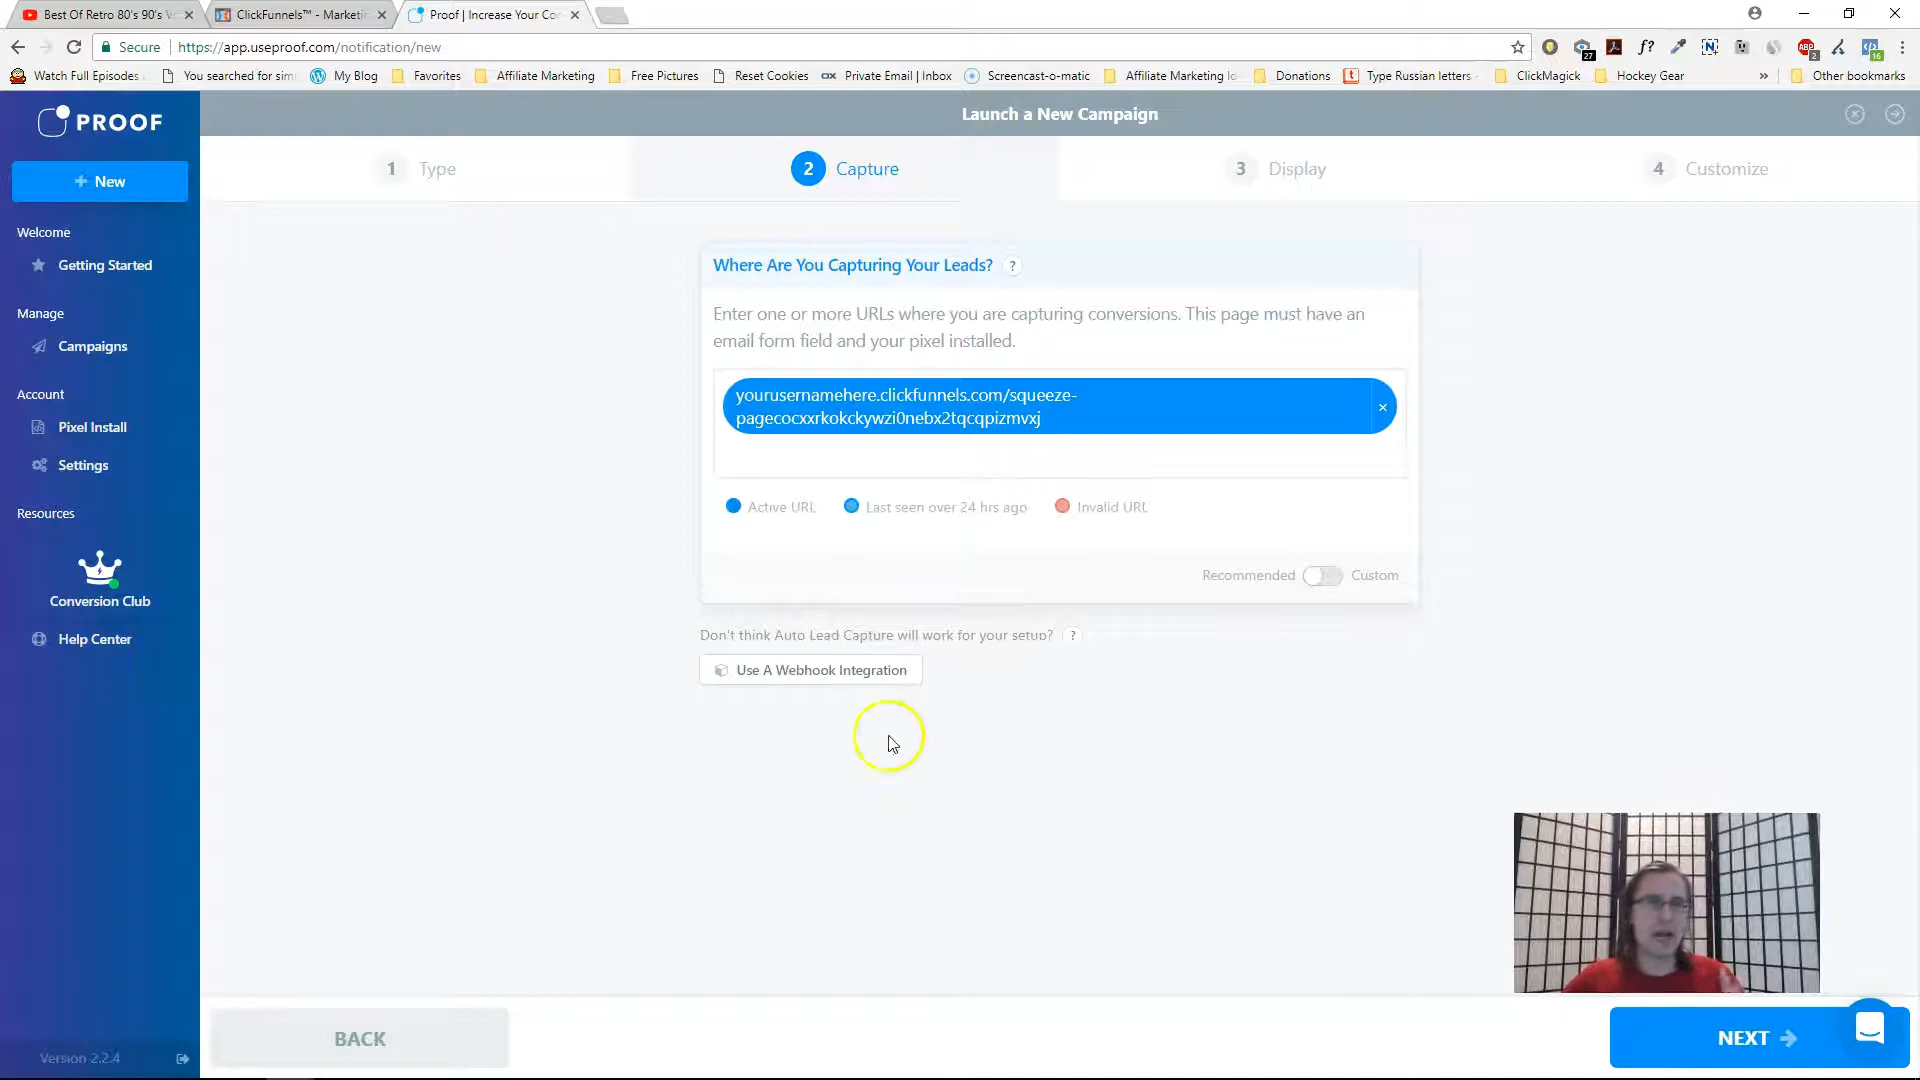 Best Of Retro 80's 90's
ClickFunnels™ - Marketi
Proof | Increase Your Co
Secure
https://app.useproof.com/notification/new
27
f?
ABP
2
16
Watch Full Episodes
You searched for sim
My Blog
Favorites
Affiliate Marketing
Free Pictures
Reset Cookies
ox Private Email | Inbox
Screencast-o-matic
Affiliate Marketing Id
Donations
Type Russian letters
ClickMagick
Hockey Gear
»
Other bookmarks
PROOF
Launch a New Campaign
+ New
1 Type
2 Capture
3 Display
4 Customize
Welcome
Getting Started
Manage
Campaigns
Account
Pixel Install
Settings
Resources
Conversion Club
Help Center
Version 2.2.4
Where Are You Capturing Your Leads? ?
Enter one or more URLs where you are capturing conversions. This page must have an
email form field and your pixel installed.
yourusernamehere.clickfunnels.com/squeeze-
pagecocxxrkokckywzi0nebx2tqcqpizmvxj
×
Active URL
Last seen over 24 hrs ago
Invalid URL
Recommended
Custom
Don't think Auto Lead Capture will work for your setup? ?
Use A Webhook Integration
BACK
NEXT